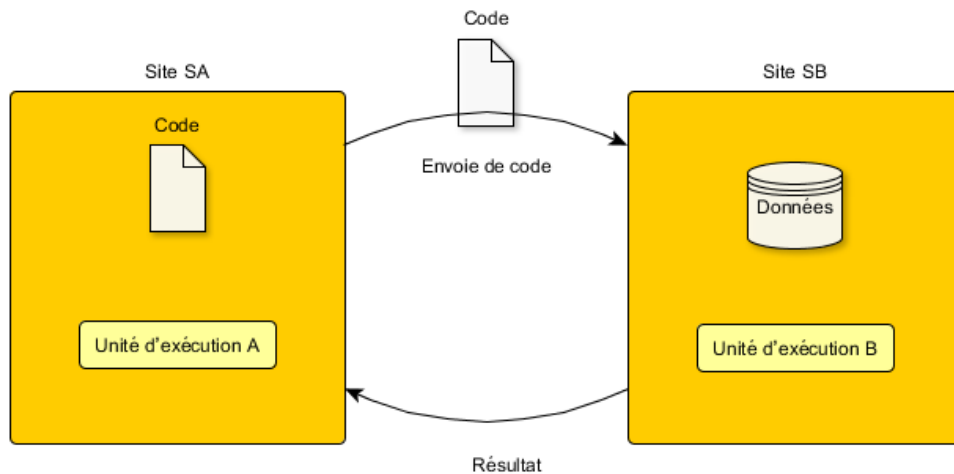 Code
Site SA
Site SB
Code
Envoie de code
Données
Unité d'exécution A
Unité d'exécution B
Résultat